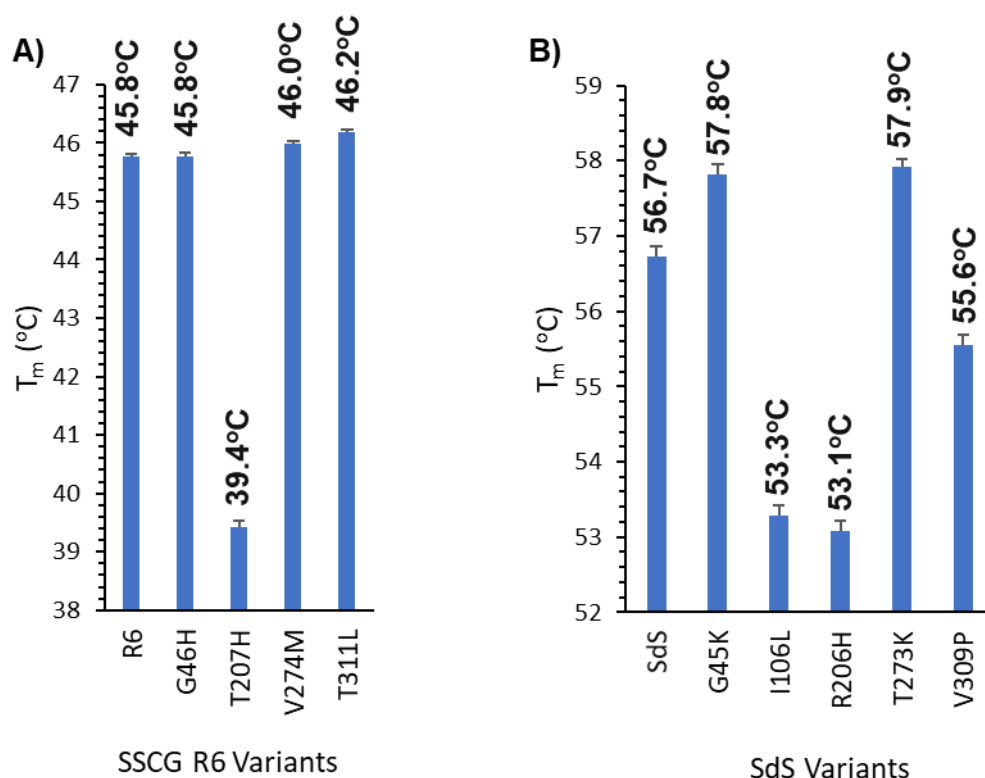 A)
45.8°C
45.8°C
39.4°C
46.0°C
46.2°C
47
46
45
44
43
42
41
40
39
38
Tm (°C)
R6
G46H
T207H
V274M
T311L
SSCG R6 Variants
B)
56.7°C
57.8°C
53.3°C
53.1°C
57.9°C
55.6°C
59
58
57
56
55
54
53
52
Tm (°C)
SdS
G45K
I106L
R206H
T273K
V309P
SdS Variants